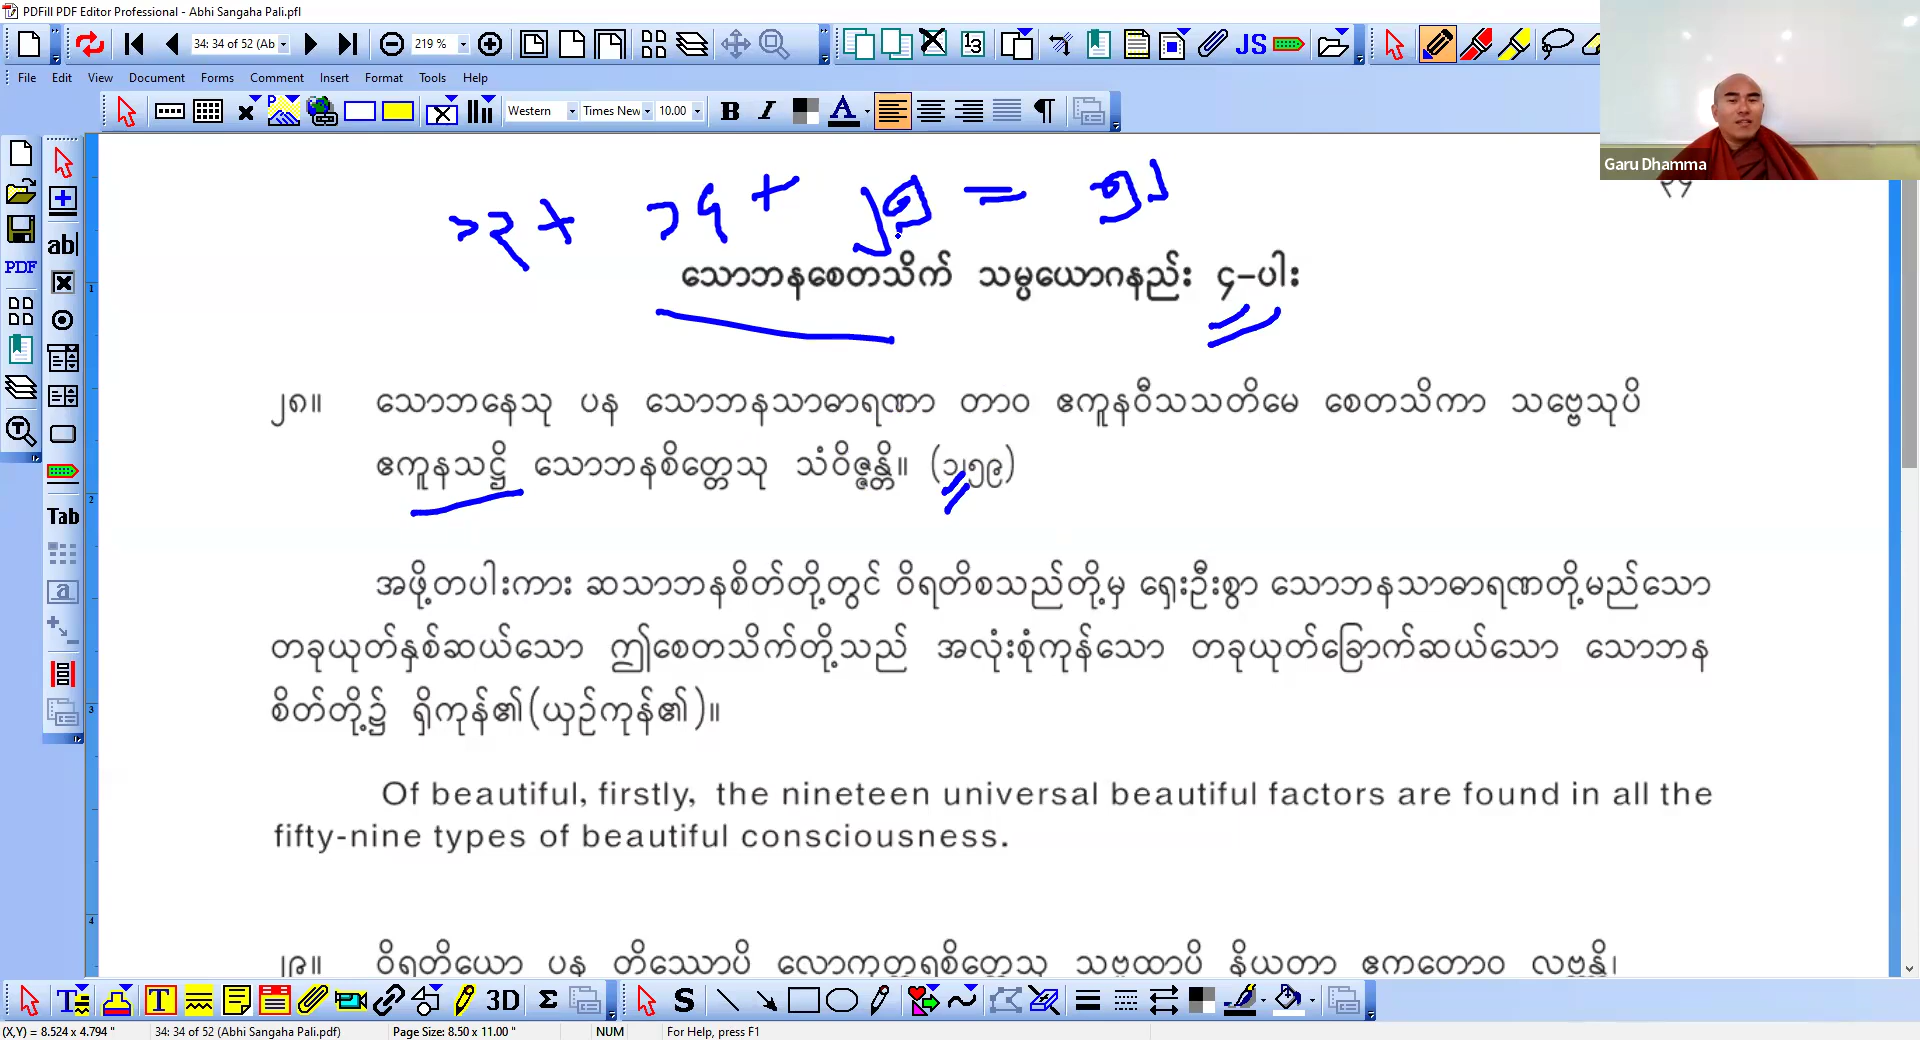 PDFill PDF Editor Professional - Abhi Sangaha Pali.pfl
34: 34 of 52 (Ab
219 %
JS
File Edit View Document Forms Comment Insert Format Tools Help
Western Times New 10.00
Garu Dhamma
၁၃ + ၁၄ + ၂၅ = ၅၂
သောဘနစေတသိက် သမ္ပယောဂနည်း ၄-ပါး
၂၈။ သောဘနေသု ပန သောဘနသာဓာရဏာ တာဝ ဧကူနဝီသသတိမေ စေတသိကာ သဗ္ဗေသုပိ
ဧကူနသဋ္ဌိ သောဘနစိတ္တေသု သံဝိဇ္ဇန္တိ။ (၁၂၅၉)
အဖို့တပါးကား ဆသာဘနစိတ်တို့တွင် ဝိရတိစသည်တို့မှ ရှေးဦးစွာ သောဘနသာဓာရဏတို့မည်သော
တခုယုတ်နှစ်ဆယ်သော ဤစေတသိက်တို့သည် အလုံးစုံကုန်သော တခုယုတ်ခြောက်ဆယ်သော သောဘန
စိတ်တို့၌ ရှိကုန်၏(ယှဉ်ကုန်၏)။
Of beautiful, firstly, the nineteen universal beautiful factors are found in all the
fifty-nine types of beautiful consciousness.
၂၉။ ဝိရတိယော ပန တိဿောပိ လောကုတ္တရစိတ္တေသု သဗ္ဗထာပိ နိယတာ ဧကတောဝ လဗ္ဘန္တိ၊
PDF
ab
Tab
3D
(X,Y) = 8.524 x 4.794 " 34: 34 of 52 (Abhi Sangaha Pali.pdf) Page Size: 8.50 x 11.00 " NUM For Help, press F1